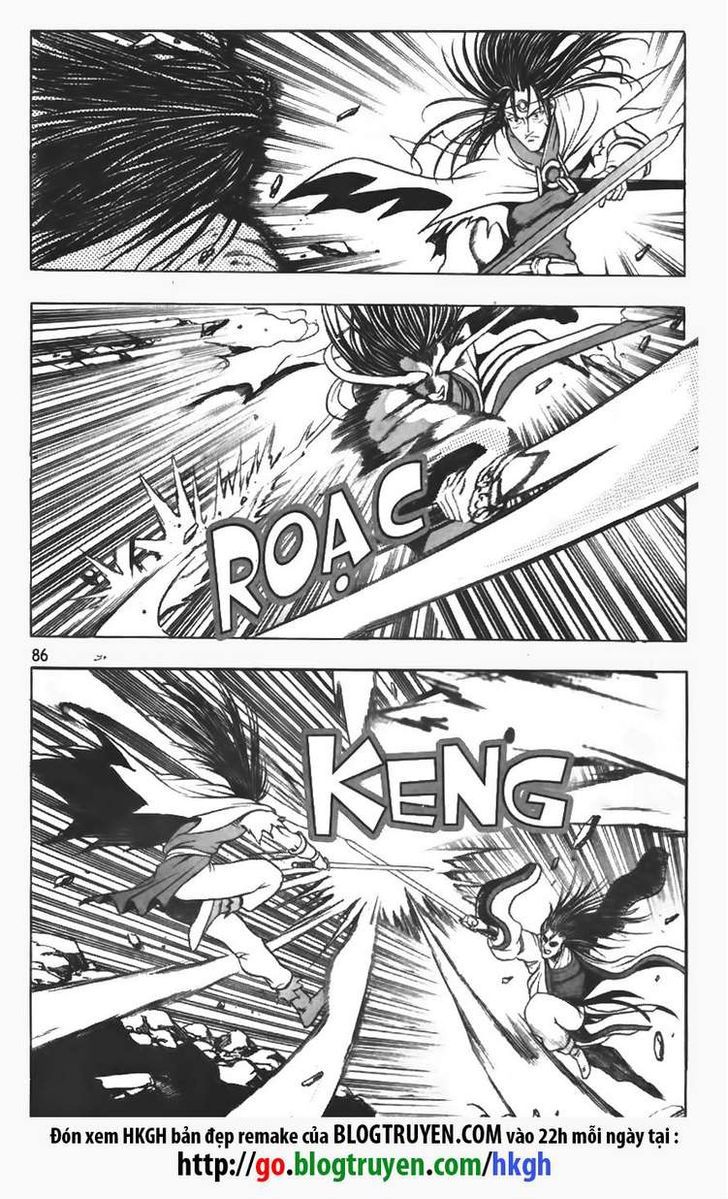 ROẠC
86
KENG
Đón xem HKGH bản đẹp remake của BLOGTRUYEN.COM vào 22h mỗi ngày tại :
http://go.blogtruyen.com/hkgh